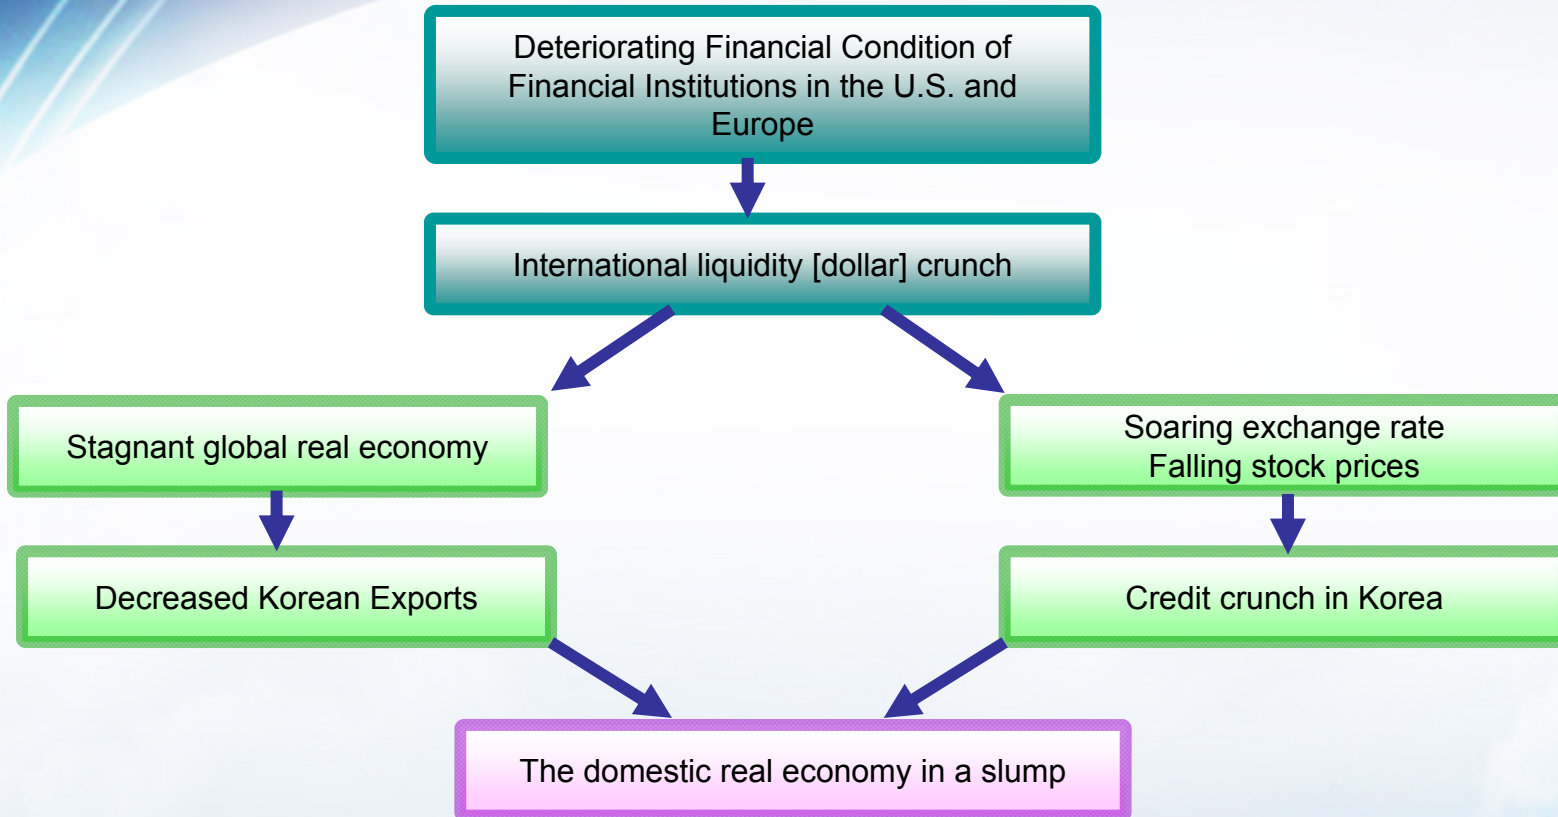 Deteriorating Financial Condition of
Financial Institutions in the U.S. and
Europe
International liquidity [dollar] crunch
Stagnant global real economy
Soaring exchange rate
Falling stock prices
Decreased Korean Exports
Credit crunch in Korea
The domestic real economy in a slump